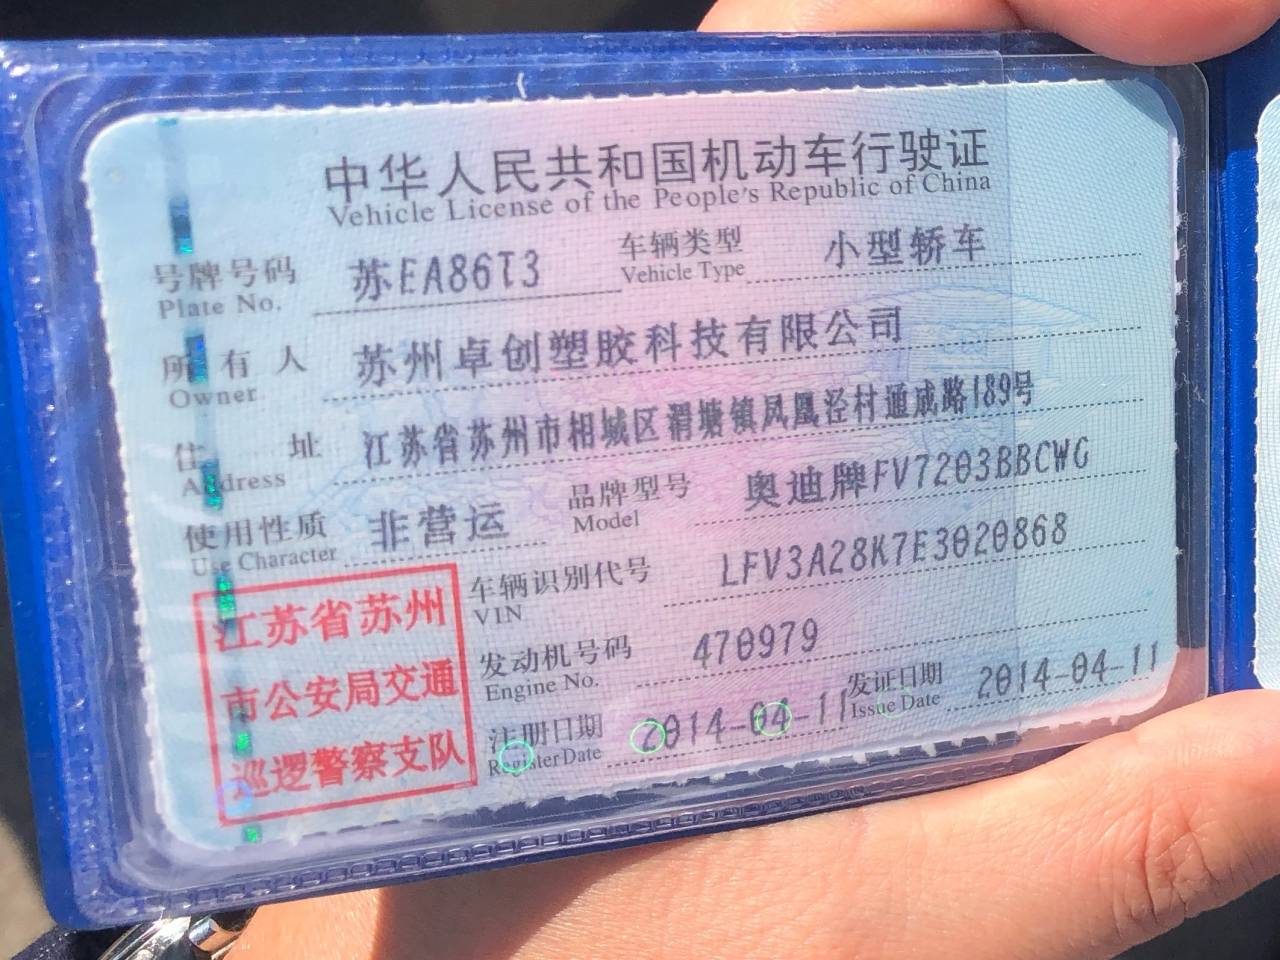 中华人民共和国机动车行驶证
Vehicle License of the People's Republic of China
号牌号码 苏EA86T3 车辆类型 小型轿车
Plate No. Vehicle Type
所有人 苏州卓创塑胶科技有限公司
Owner
住址 江苏省苏州市相城区渭塘镇凤凰泾村通成路189号
Address
使用性质 非营运 品牌型号 奥迪牌FV7203BBCWG
Use Character Model
车辆识别代号 LFV3A28K7E3020868
VIN
发动机号码 470979
Engine No.
注册日期 2014-04-11 发证日期 2014-04-11
Register Date Issue Date
江苏省苏州
市公安局交通
巡逻警察支队